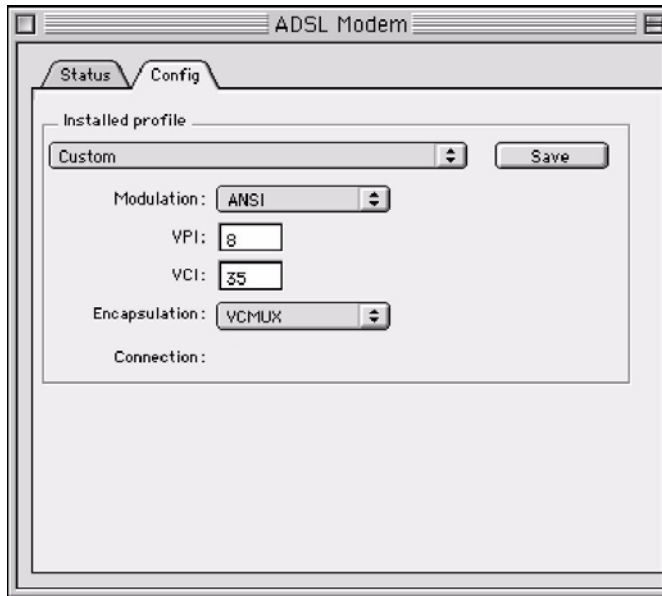 ADSL Modem
Status Config
Installed profile
Custom Save
Modulation: ANSI
VPI: 8
VCI: 35
Encapsulation: VCMUX
Connection: